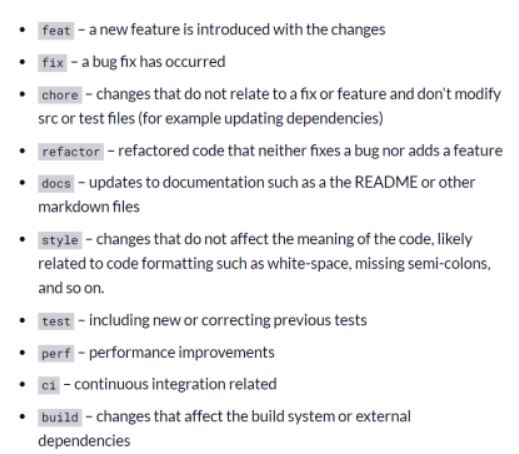 • feat – a new feature is introduced with the changes
• fix – a bug fix has occurred
• chore – changes that do not relate to a fix or feature and don't modify
src or test files (for example updating dependencies)
• refactor – refactored code that neither fixes a bug nor adds a feature
• docs – updates to documentation such as a the README or other
markdown files
• style – changes that do not affect the meaning of the code, likely
related to code formatting such as white-space, missing semi-colons,
and so on.
• test – including new or correcting previous tests
• perf – performance improvements
• ci – continuous integration related
• build – changes that affect the build system or external
dependencies